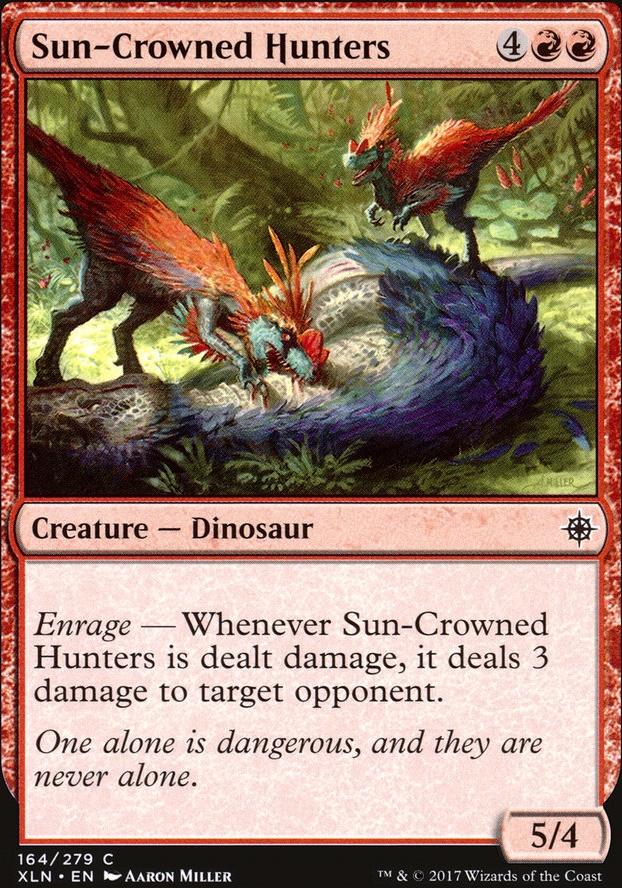 Sun-Crowned Hunters 4
Creature — Dinosaur
Enrage — Whenever Sun-Crowned
Hunters is dealt damage, it deals 3
damage to target opponent.
One alone is dangerous, and they are
never alone.
5/4
164/279 C
XLN • EN Aaron Miller
™ & © 2017 Wizards of the Coast
A. MILLER